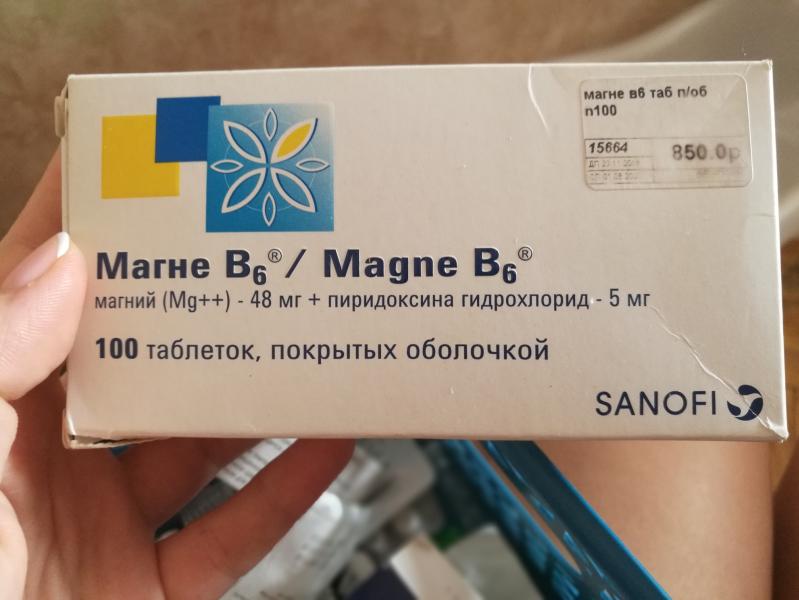 магне в6 таб п/об
п100
15664
850.0р
Магне В6® / Magne B6®
магний (Mg++) - 48 мг + пиридоксина гидрохлорид - 5 мг
100 таблеток, покрытых оболочкой
SANOFI